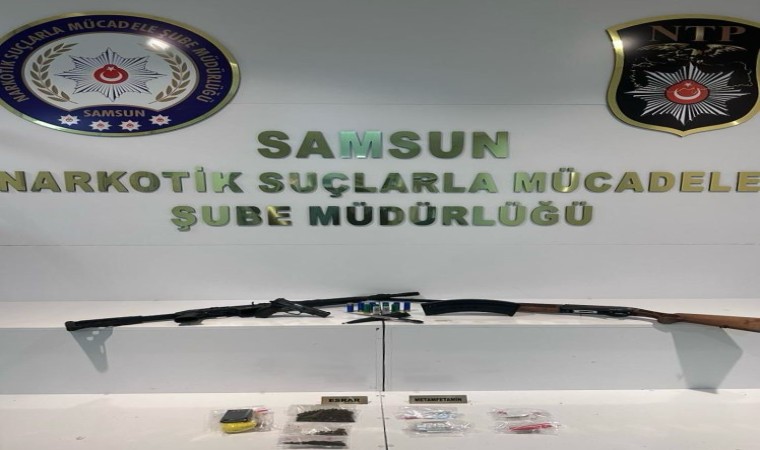 NARKOTİK SUÇLARLA MÜCADELE ŞUBE MÜDÜRLÜĞÜ
SAMSUN
NTP
SAMSUN
NARKOTİK SUÇLARLA MÜCADELE
ŞUBE MÜDÜRLÜĞÜ
ESRAR
METAMFETAMİN